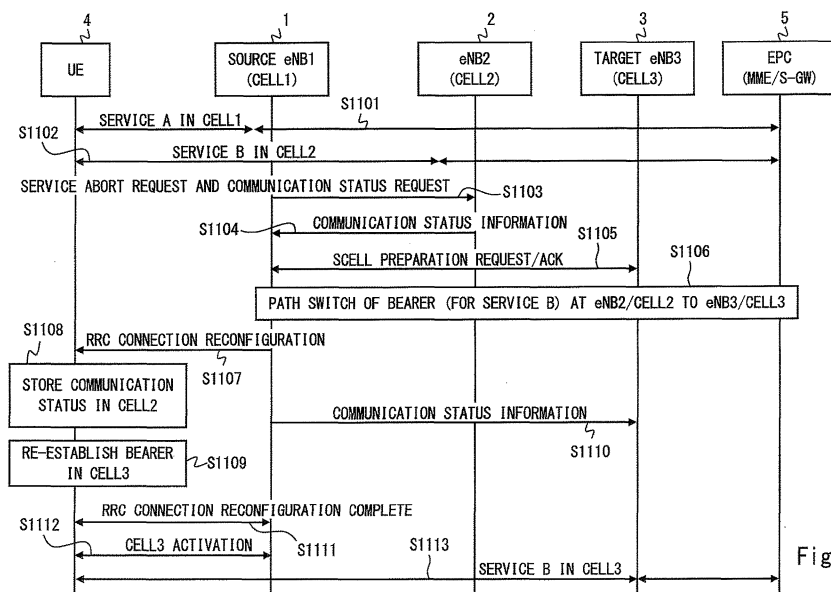 4
1
2
3
5
UE
SOURCE eNB1
(CELL1)
eNB2
(CELL2)
TARGET eNB3
(CELL3)
EPC
(MME/S-GW)
S1101
SERVICE A IN CELL1
S1102
SERVICE B IN CELL2
SERVICE ABORT REQUEST AND COMMUNICATION STATUS REQUEST
S1103
S1104
COMMUNICATION STATUS INFORMATION
S1105
SCELL PREPARATION REQUEST/ACK
S1106
PATH SWITCH OF BEARER (FOR SERVICE B) AT eNB2/CELL2 TO eNB3/CELL3
S1108
RRC CONNECTION RECONFIGURATION
S1107
STORE COMMUNICATION
STATUS IN CELL2
COMMUNICATION STATUS INFORMATION
S1110
RE-ESTABLISH BEARER
IN CELL3
S1109
RRC CONNECTION RECONFIGURATION COMPLETE
S1112
S1111
CELL3 ACTIVATION
S1113
SERVICE B IN CELL3
Fig